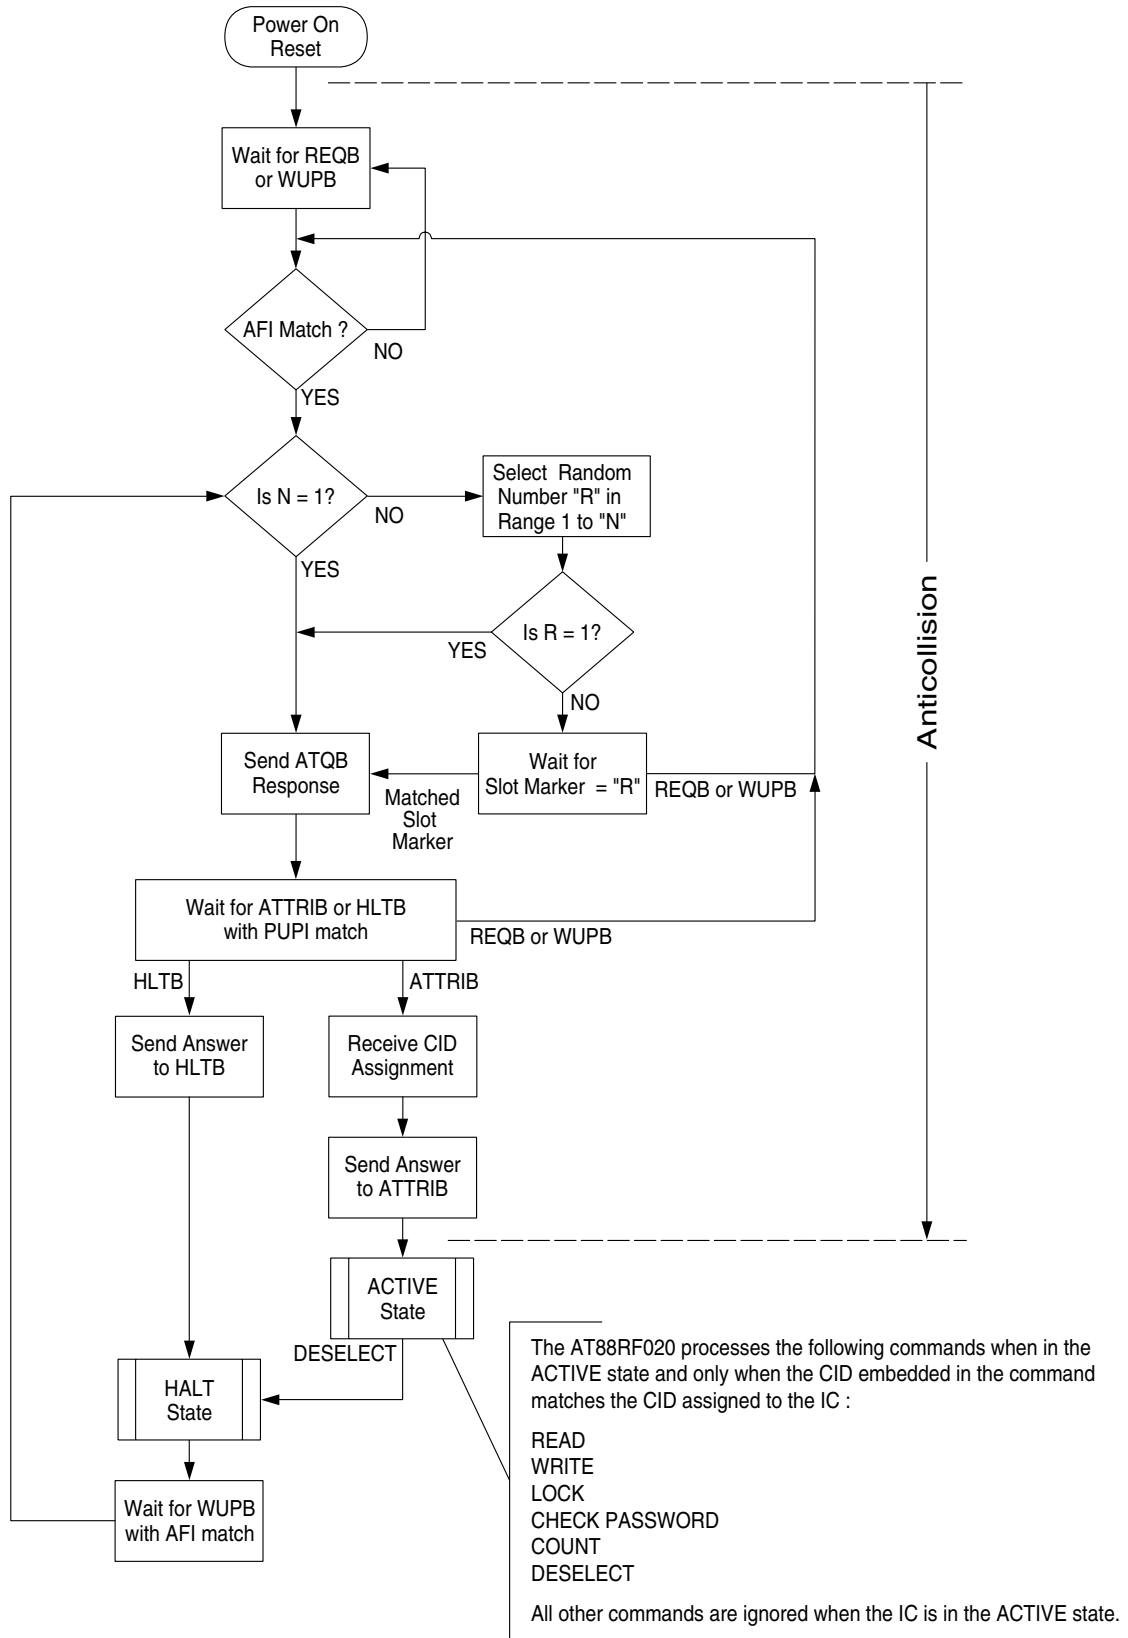 Power On
Reset
Wait for REQB
or WUPB
AFI Match ?
NO
YES
Is N = 1?
NO
YES
Select Random
Number "R" in
Range 1 to "N"
Is R = 1?
YES
NO
Send ATQB
Response
Wait for
Slot Marker = "R"
Matched
Slot
Marker
REQB or WUPB
Anticollision
Wait for ATTRIB or HLTB
with PUPI match
REQB or WUPB
HLTB
ATTRIB
Send Answer
to HLTB
Receive CID
Assignment
Send Answer
to ATTRIB
ACTIVE
State
DESELECT
HALT
State
Wait for WUPB
with AFI match
The AT88RF020 processes the following commands when in the
ACTIVE state and only when the CID embedded in the command
matches the CID assigned to the IC :
READ
WRITE
LOCK
CHECK PASSWORD
COUNT
DESELECT
All other commands are ignored when the IC is in the ACTIVE state.